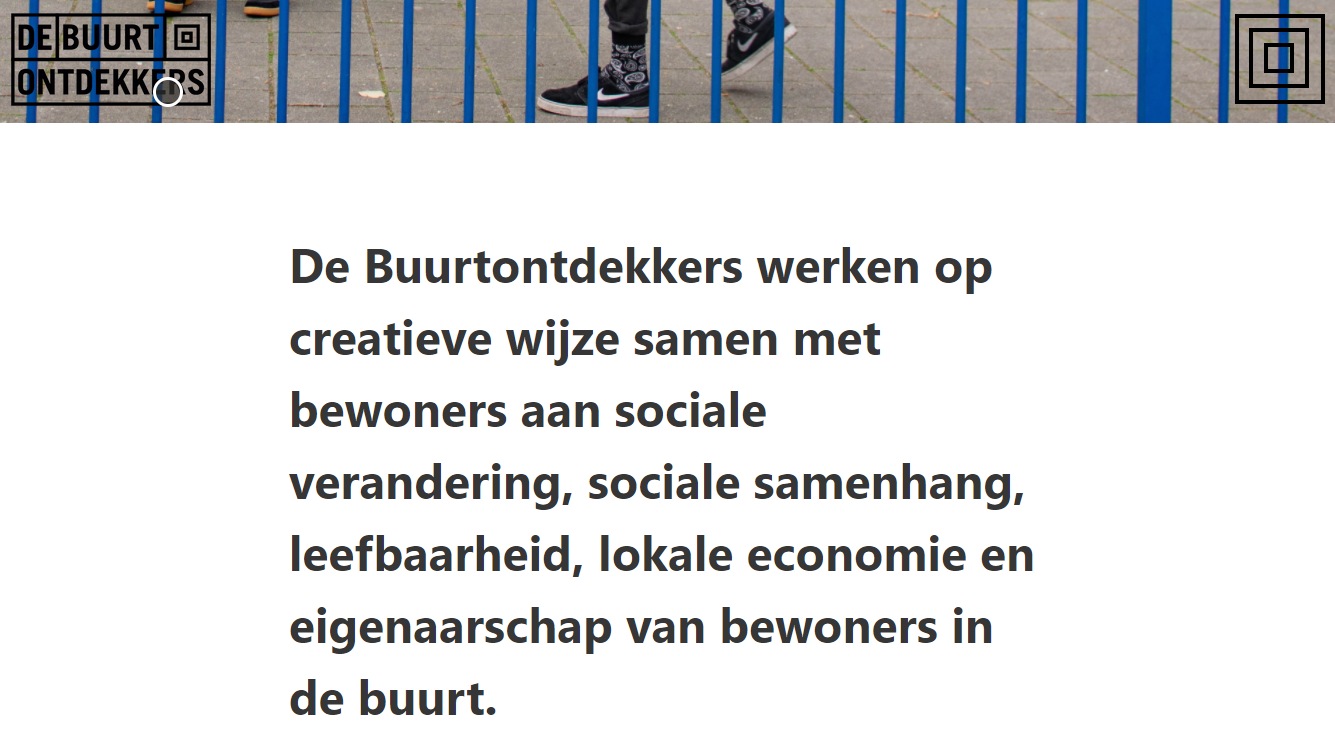 DE BUURT
ONTDEKKERS
De Buurtontdekkers werken op
creatieve wijze samen met
bewoners aan sociale
verandering, sociale samenhang,
leefbaarheid, lokale economie en
eigenaarschap van bewoners in
de buurt.